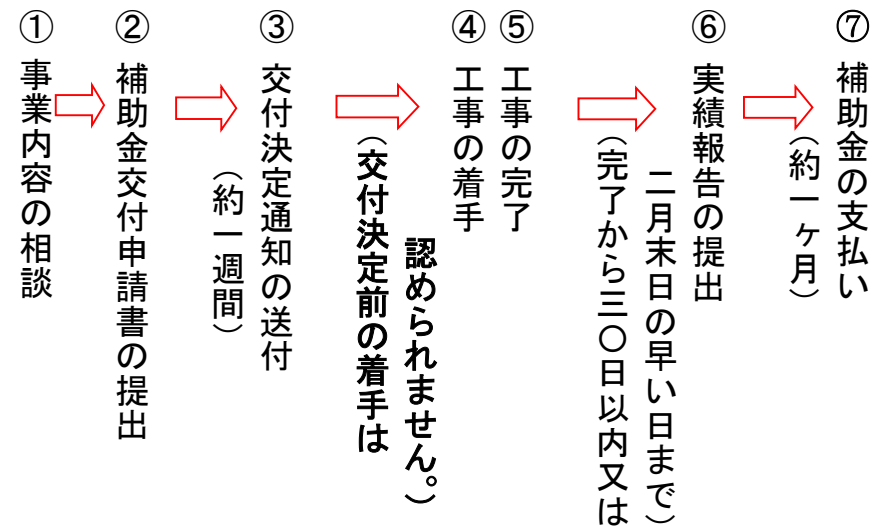 ①事業内容の相談
②補助金交付申請書の提出
③交付決定通知の送付
（約一週間）
（交付決定前の着手は
認められません。）
④工事の着手
⑤工事の完了
（完了から三〇日以内又は
二月末日の早い日まで）
⑥実績報告の提出
⑦補助金の支払い
（約一ヶ月）